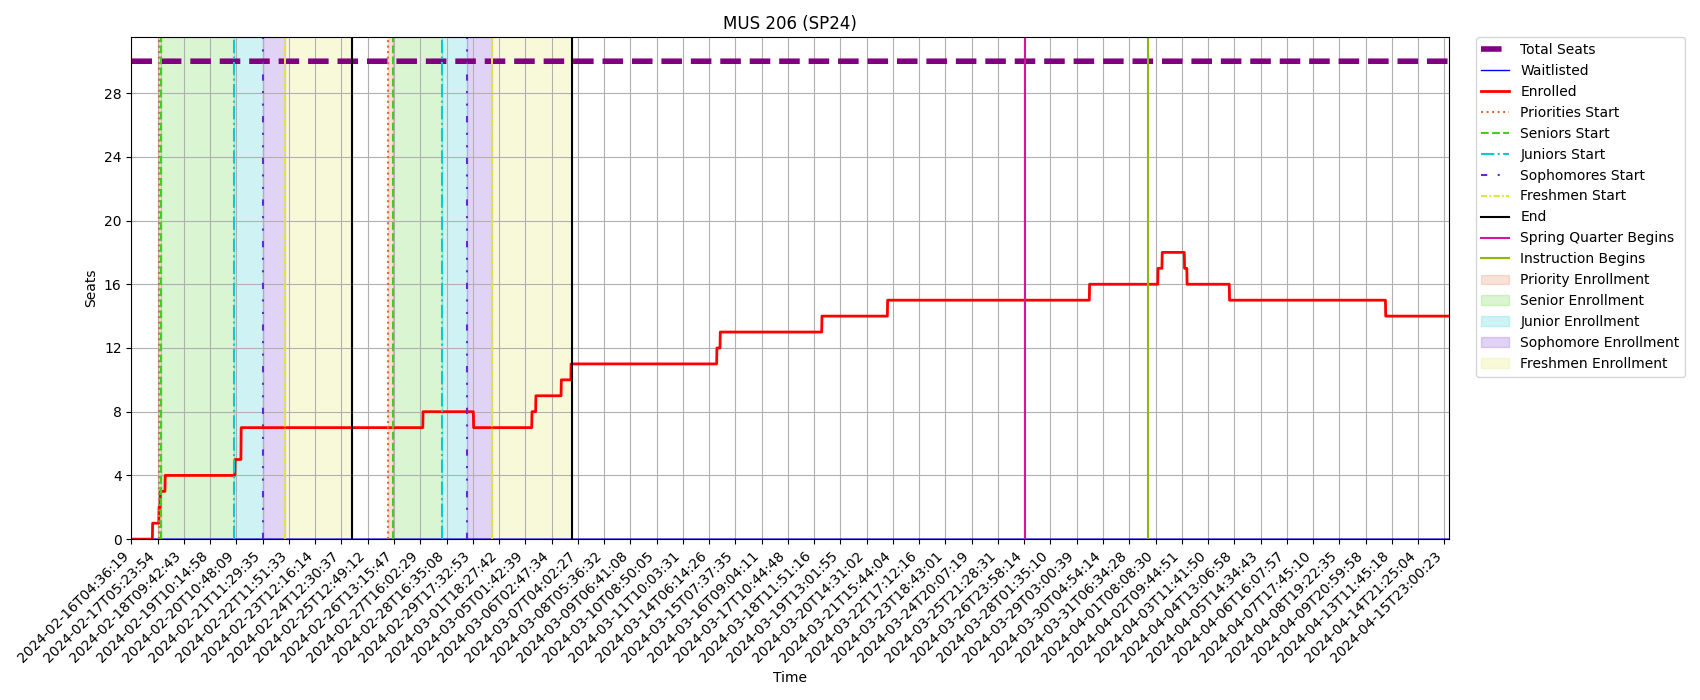 MUS 206 (SP24)
Seats
28
24
20
16
12
8
4
0
2024-02-16T04:36:19
2024-02-17T05:23:54
2024-02-18T09:42:43
2024-02-19T10:14:58
2024-02-20T10:48:09
2024-02-21T11:29:35
2024-02-22T11:51:33
2024-02-23T12:16:14
2024-02-24T12:30:37
2024-02-25T12:49:12
2024-02-26T13:15:47
2024-02-27T16:02:29
2024-02-28T16:35:08
2024-02-29T17:32:53
2024-03-01T18:27:42
2024-03-05T01:42:39
2024-03-06T02:47:34
2024-03-07T04:02:27
2024-03-08T05:36:32
2024-03-09T06:41:08
2024-03-10T08:50:05
2024-03-11T10:03:31
2024-03-14T06:14:26
2024-03-15T07:37:35
2024-03-16T09:04:11
2024-03-17T10:44:48
2024-03-18T11:51:16
2024-03-19T13:01:55
2024-03-20T14:31:02
2024-03-21T15:44:04
2024-03-22T17:12:16
2024-03-23T18:43:01
2024-03-24T20:07:19
2024-03-25T21:28:31
2024-03-26T23:58:14
2024-03-28T01:35:10
2024-03-29T03:00:39
2024-03-30T04:54:14
2024-03-31T06:34:28
2024-04-01T08:08:30
2024-04-02T09:44:51
2024-04-03T11:41:50
2024-04-04T13:06:58
2024-04-05T14:34:43
2024-04-06T16:07:57
2024-04-07T17:45:10
2024-04-08T19:22:35
2024-04-09T20:59:58
2024-04-13T11:45:18
2024-04-14T21:25:04
2024-04-15T23:00:23
Time
Total Seats
Waitlisted
Enrolled
Priorities Start
Seniors Start
Juniors Start
Sophomores Start
Freshmen Start
End
Spring Quarter Begins
Instruction Begins
Priority Enrollment
Senior Enrollment
Junior Enrollment
Sophomore Enrollment
Freshmen Enrollment